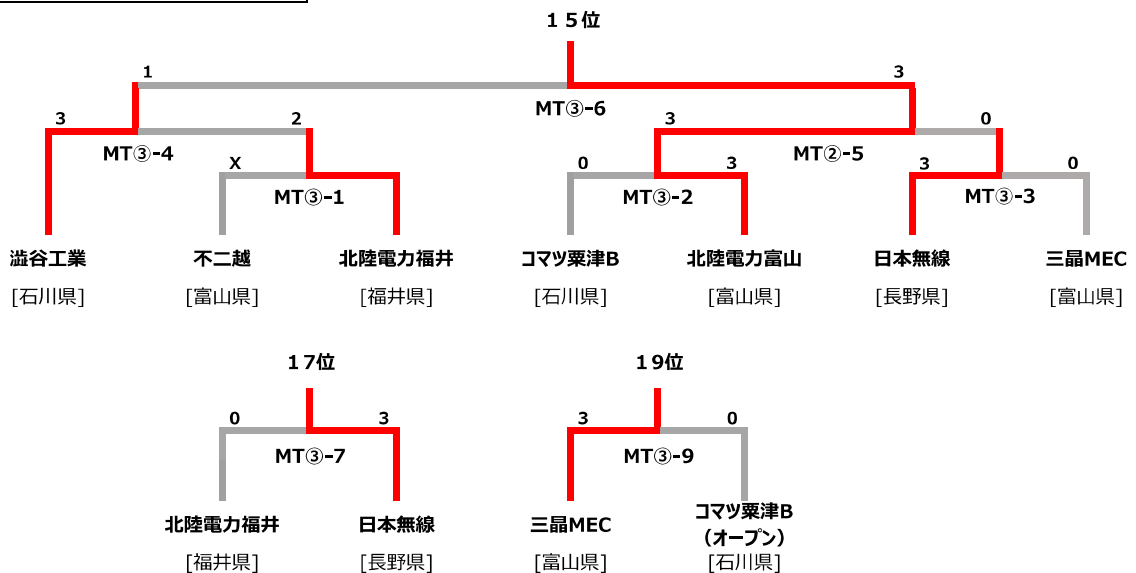 １５位
1 3
MT③-6
3 2 3 0
MT③-4 MT②-5
X 0 3 3 0
MT③-1 MT③-2 MT③-3
澁谷工業 不二越 北陸電力福井 コマツ粟津B 北陸電力富山 日本無線 三晶MEC
[石川県] [富山県] [福井県] [石川県] [富山県] [長野県] [富山県]
１７位 １９位
0 3 3 0
MT③-7 MT③-9
北陸電力福井 日本無線 三晶MEC コマツ粟津B
（オープン）
[福井県] [長野県] [富山県] [石川県]